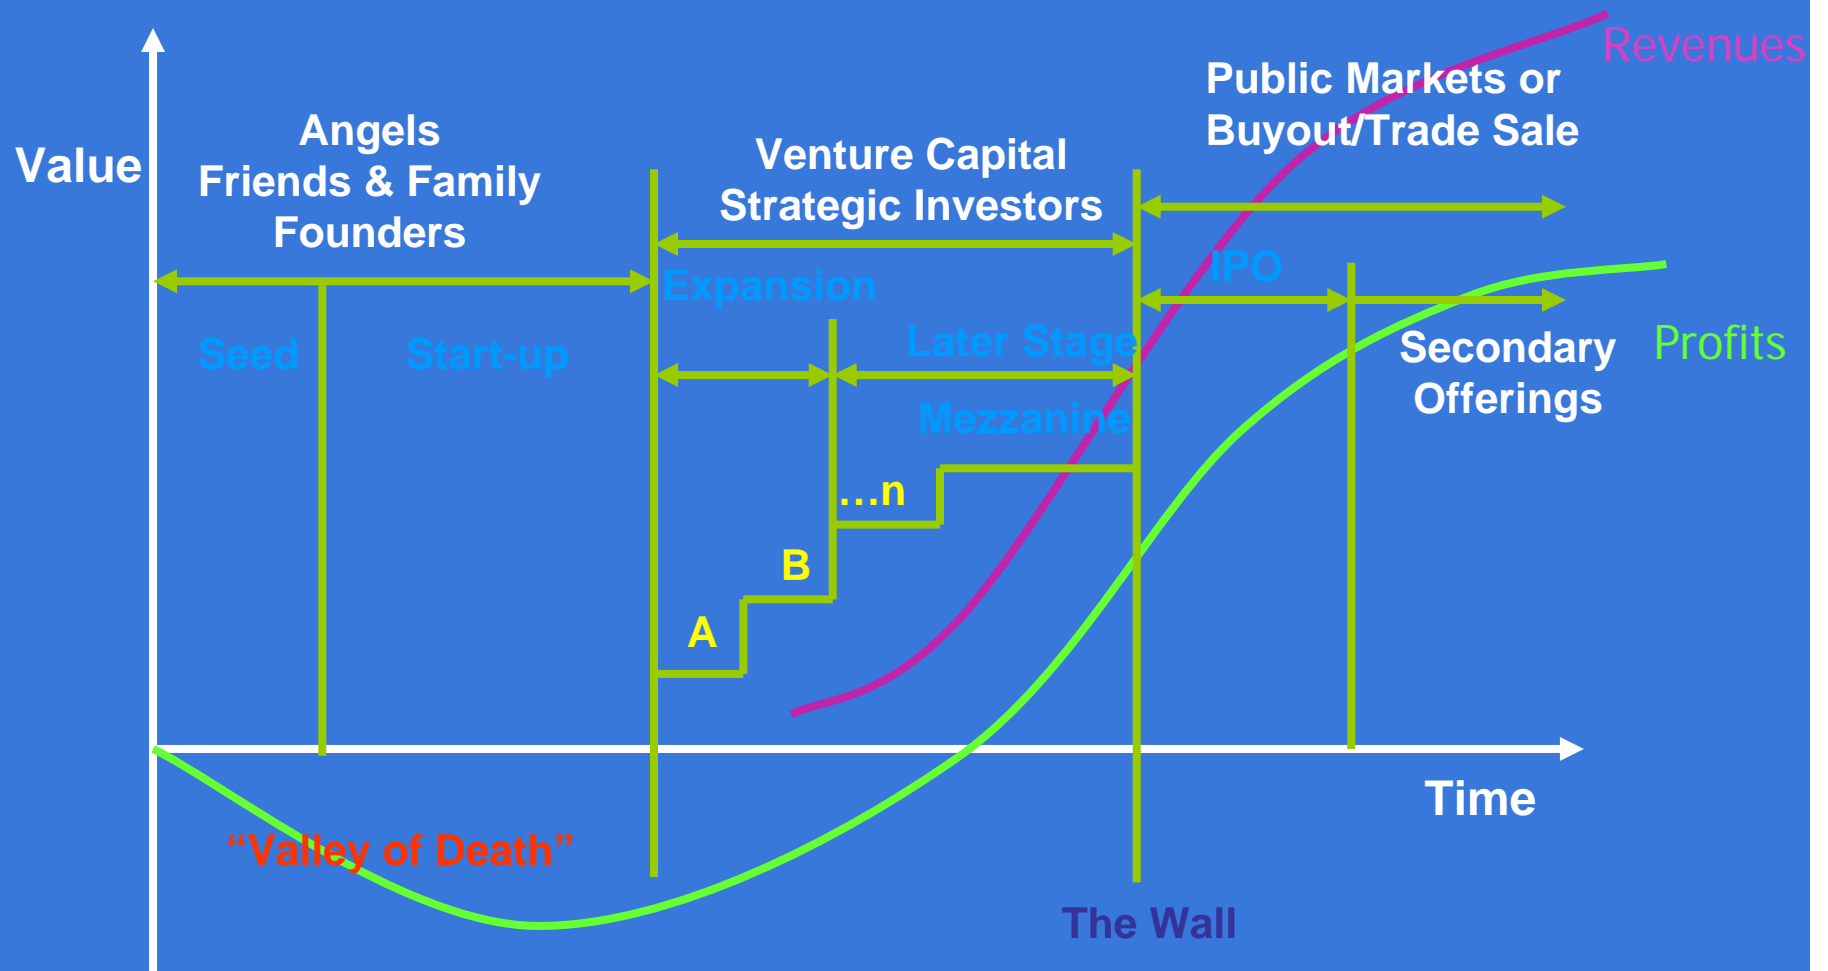 Revenues
Public Markets or
Buyout/Trade Sale
Angels
Friends & Family
Founders
Value
Venture Capital
Strategic Investors
IPO
Expansion
Seed
Start-up
Later Stage
Mezzanine
Secondary
Offerings
Profits
…n
B
A
Time
“Valley of Death”
The Wall